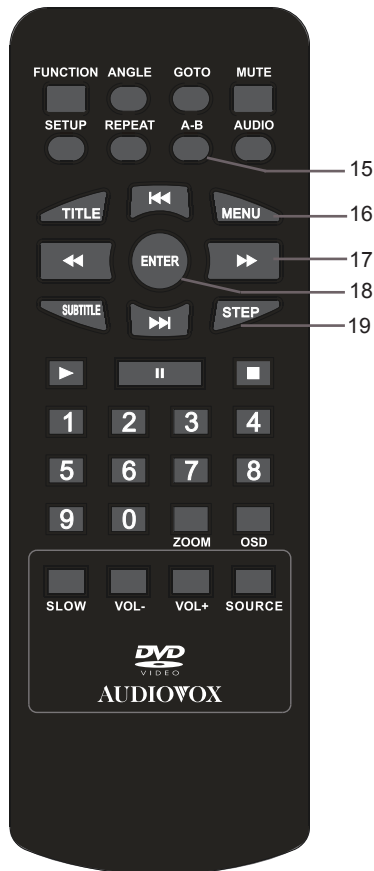 FUNCTION ANGLE GOTO MUTE
SETUP REPEAT A-B AUDIO
15
TITLE MENU
16
ENTER
17
18
SUBTITLE STEP
19
1 2 3 4
5 6 7 8
9 0
ZOOM OSD
SLOW VOL- VOL+ SOURCE
DVD
VIDEO
AUDIOVOX